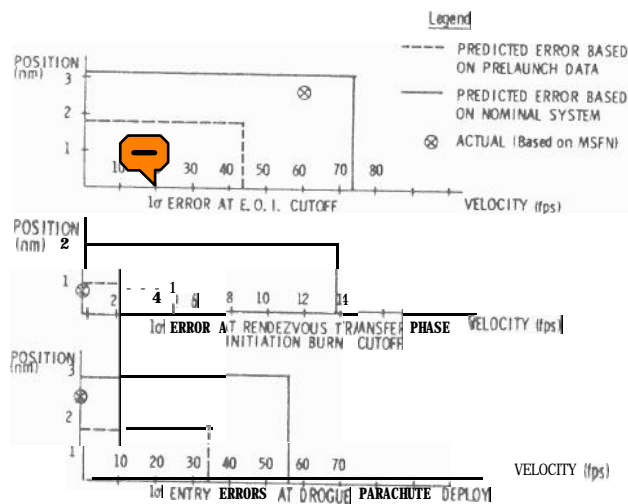 Legend
PREDICTED ERROR BASED
ON PRELAUNCH DATA
PREDICTED ERROR BASED
ON NOMINAL SYSTEM
ACTUAL (Based on MSFN)
POSITION
(nm)
3
2
1
10 30 40 50 60 70 80
1σ ERROR AT E. O. I. CUTOFF VELOCITY (fps)
POSITION
(nm) 2
1
2 4 6 8 10 12 14
1σ ERROR AT RENDEZVOUS TRANSFER PHASE VELOCITY (fps)
INITIATION BURN CUTOFF
POSITION
(nm) 3
2
1
10 20 30 40 50 60 70 VELOCITY (fps)
1σ ENTRY ERRORS AT DROGUE PARACHUTE DEPLOY